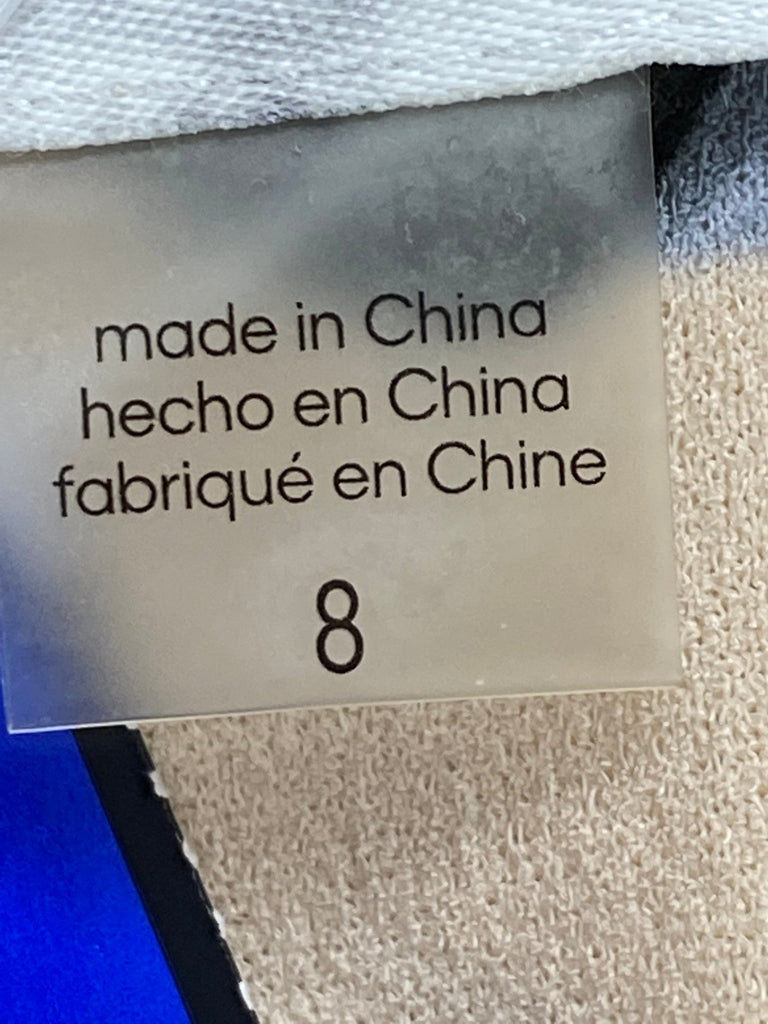 made in China
hecho en China
fabriqué en Chine
8